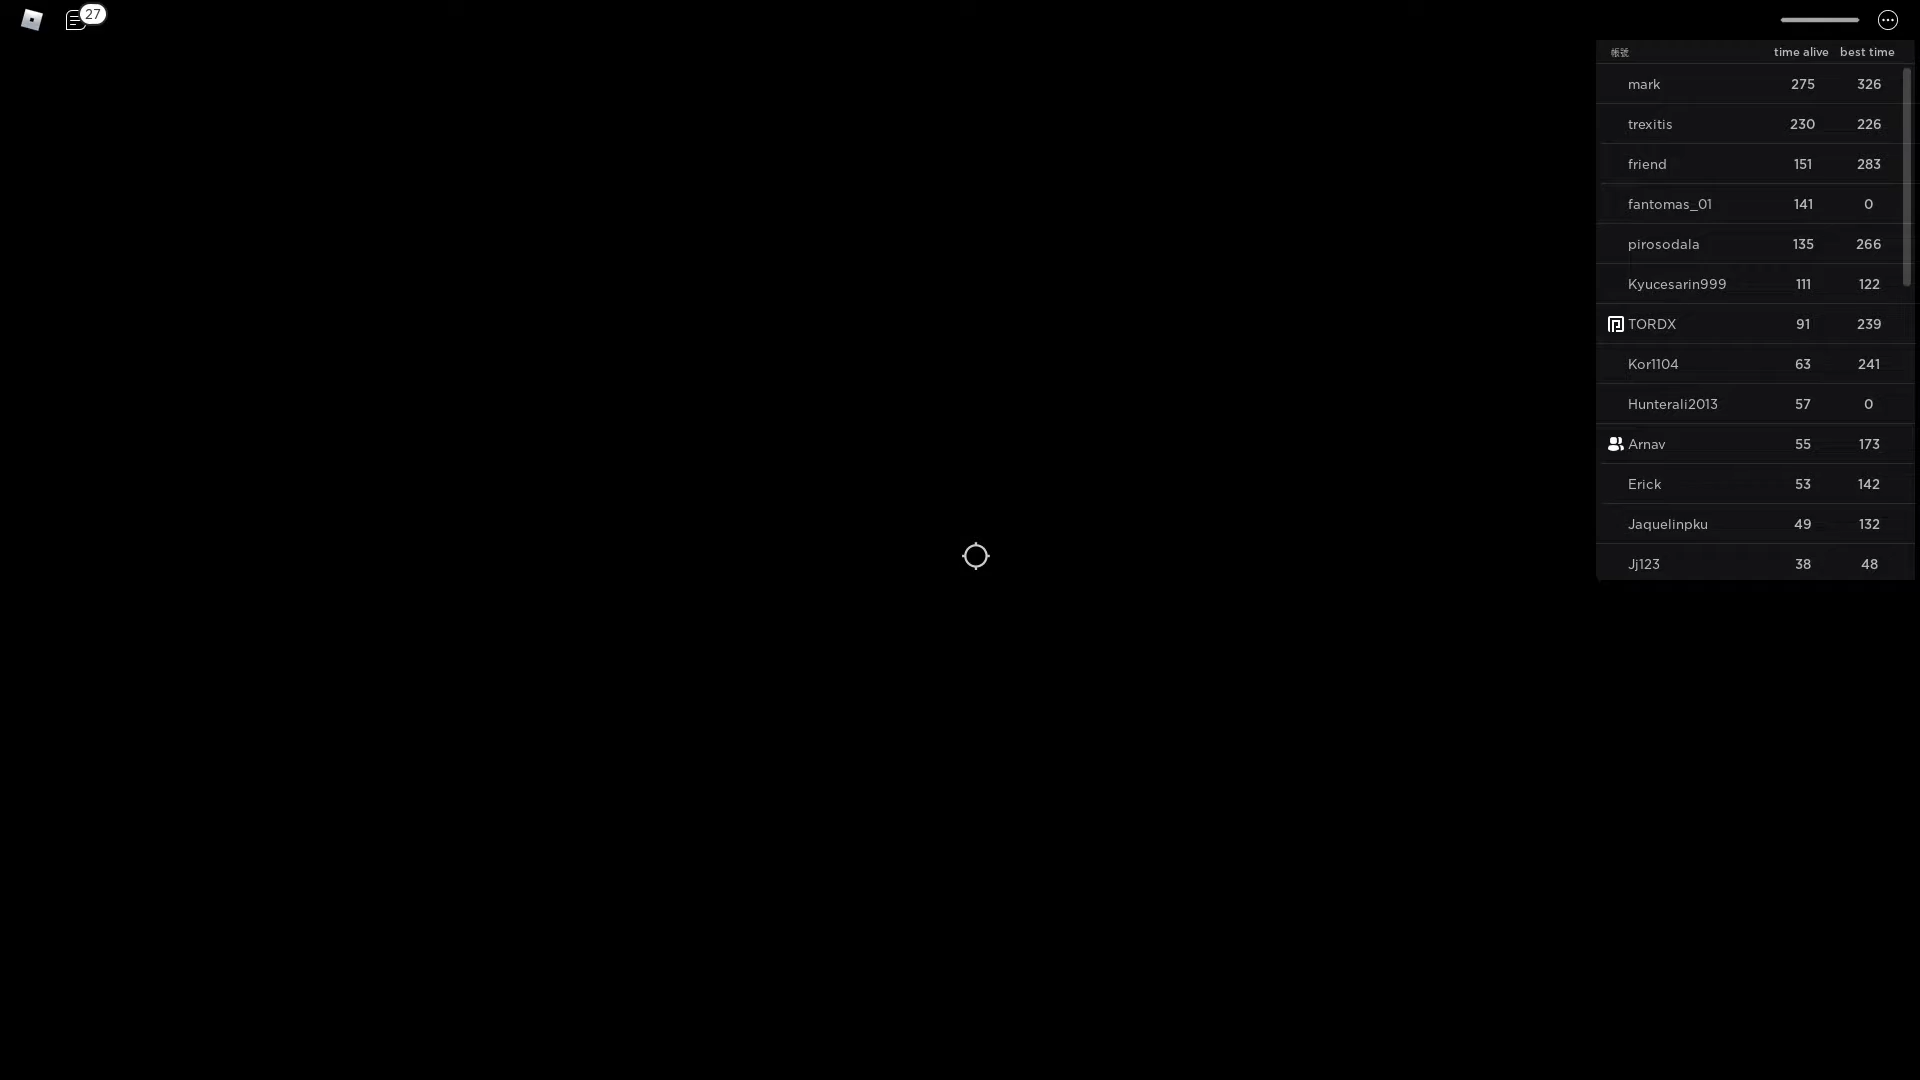 27
帳號 time alive best time
mark 275 326
trexitis 230 226
friend 151 283
fantomas_01 141 0
pirosodala 135 266
Kyucesarin999 111 122
TORDX 91 239
Kor1104 63 241
Hunterali2013 57 0
Arnav 55 173
Erick 53 142
Jaquelinpku 49 132
Jj123 38 48